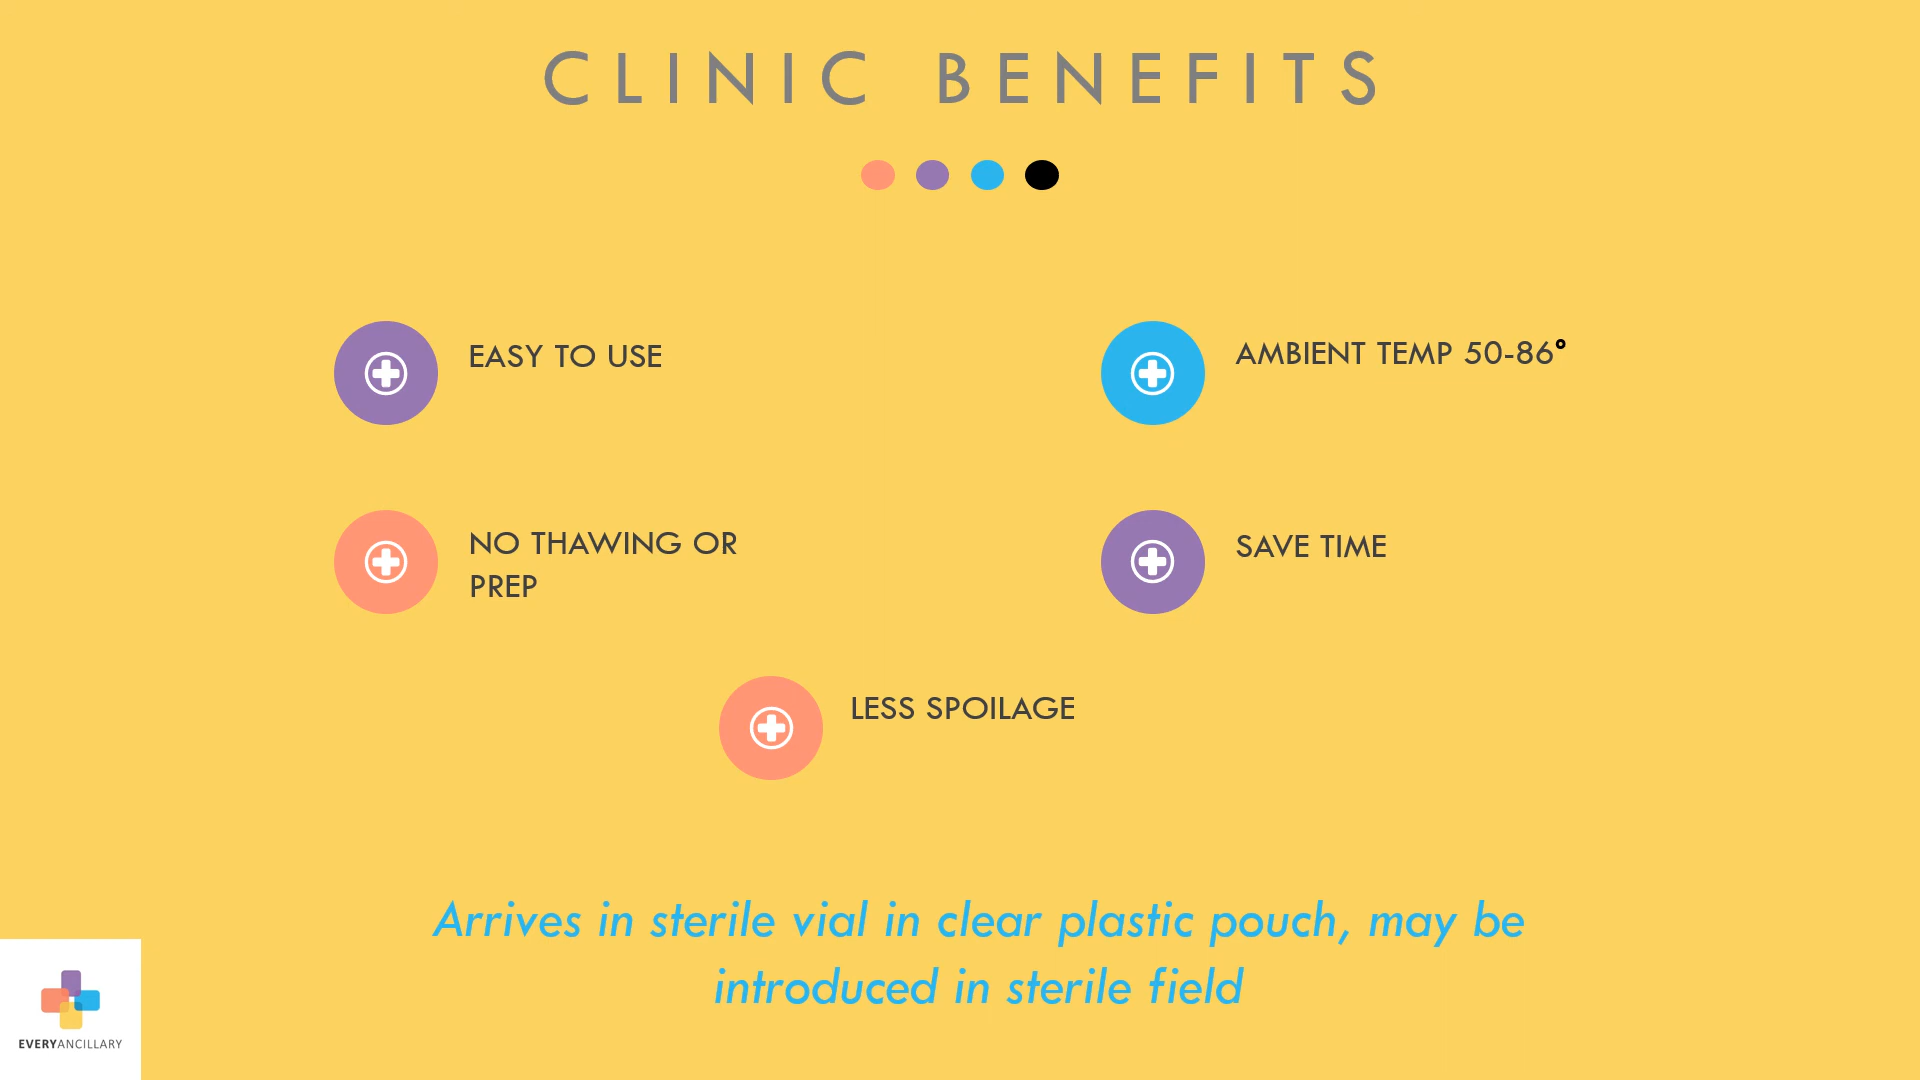 CLINIC BENEFITS
EASY TO USE
AMBIENT TEMP 50-86°
NO THAWING OR
PREP
SAVE TIME
LESS SPOILAGE
Arrives in sterile vial in clear plastic pouch, may be
introduced in sterile field
EVERYANCILLARY